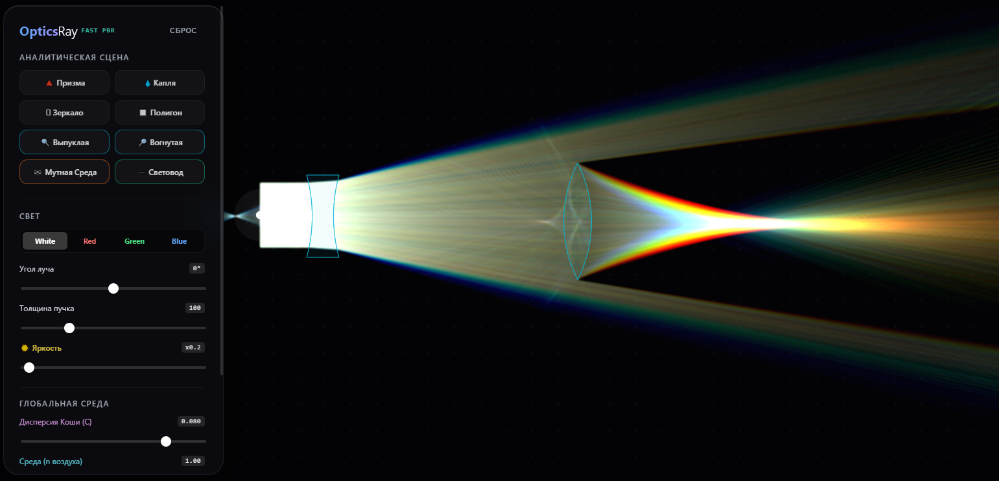 OpticsRay FAST PBR СБРОС
АНАЛИТИЧЕСКАЯ СЦЕНА
Призма Капля
Зеркало Полигон
Выпуклая Вогнутая
Мутная Среда Световод
СВЕТ
White Red Green Blue
Угол луча 0°
Толщина пучка 100
Яркость x0.2
ГЛОБАЛЬНАЯ СРЕДА
Дисперсия Коши (C) 0.080
Среда (n воздуха) 1.00